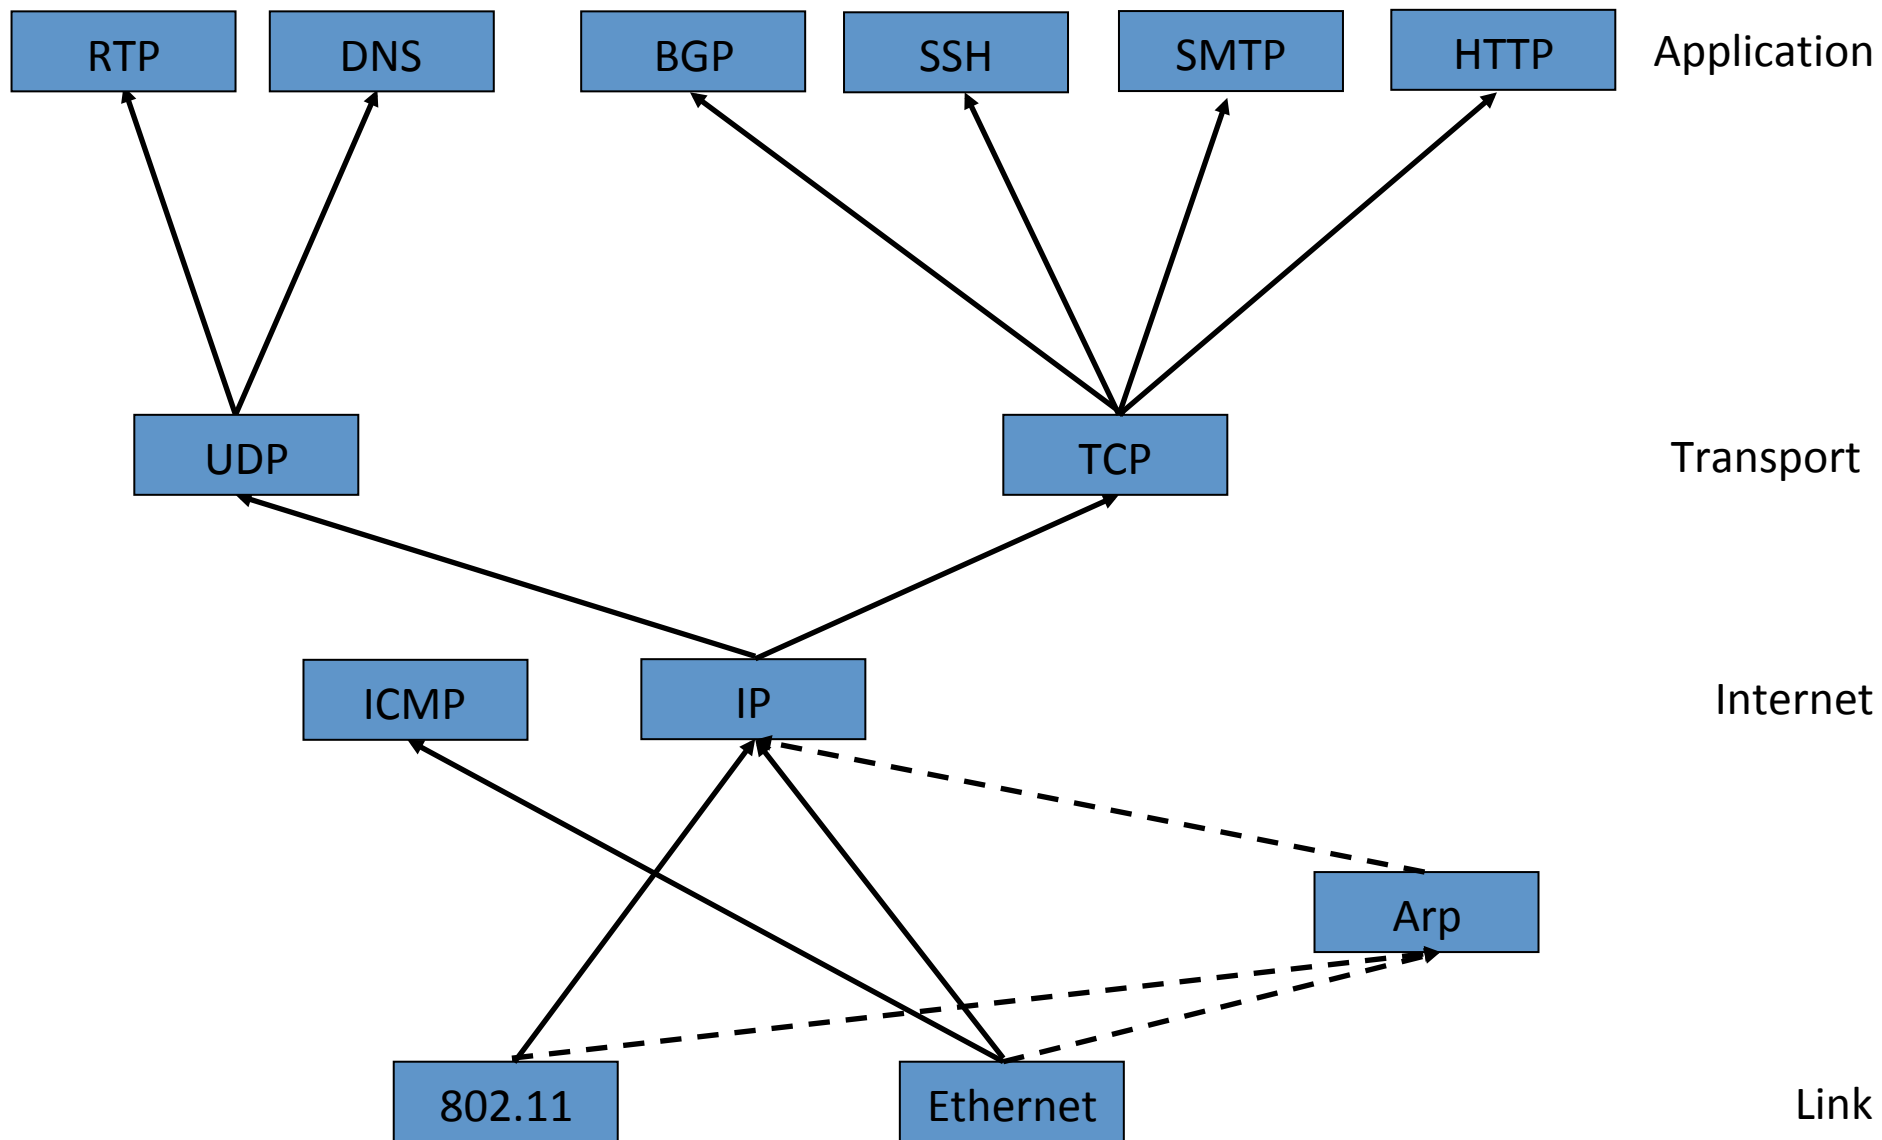 RTP DNS BGP SSH SMTP HTTP Application
UDP TCP Transport
ICMP IP Internet
Arp
802.11 Ethernet Link